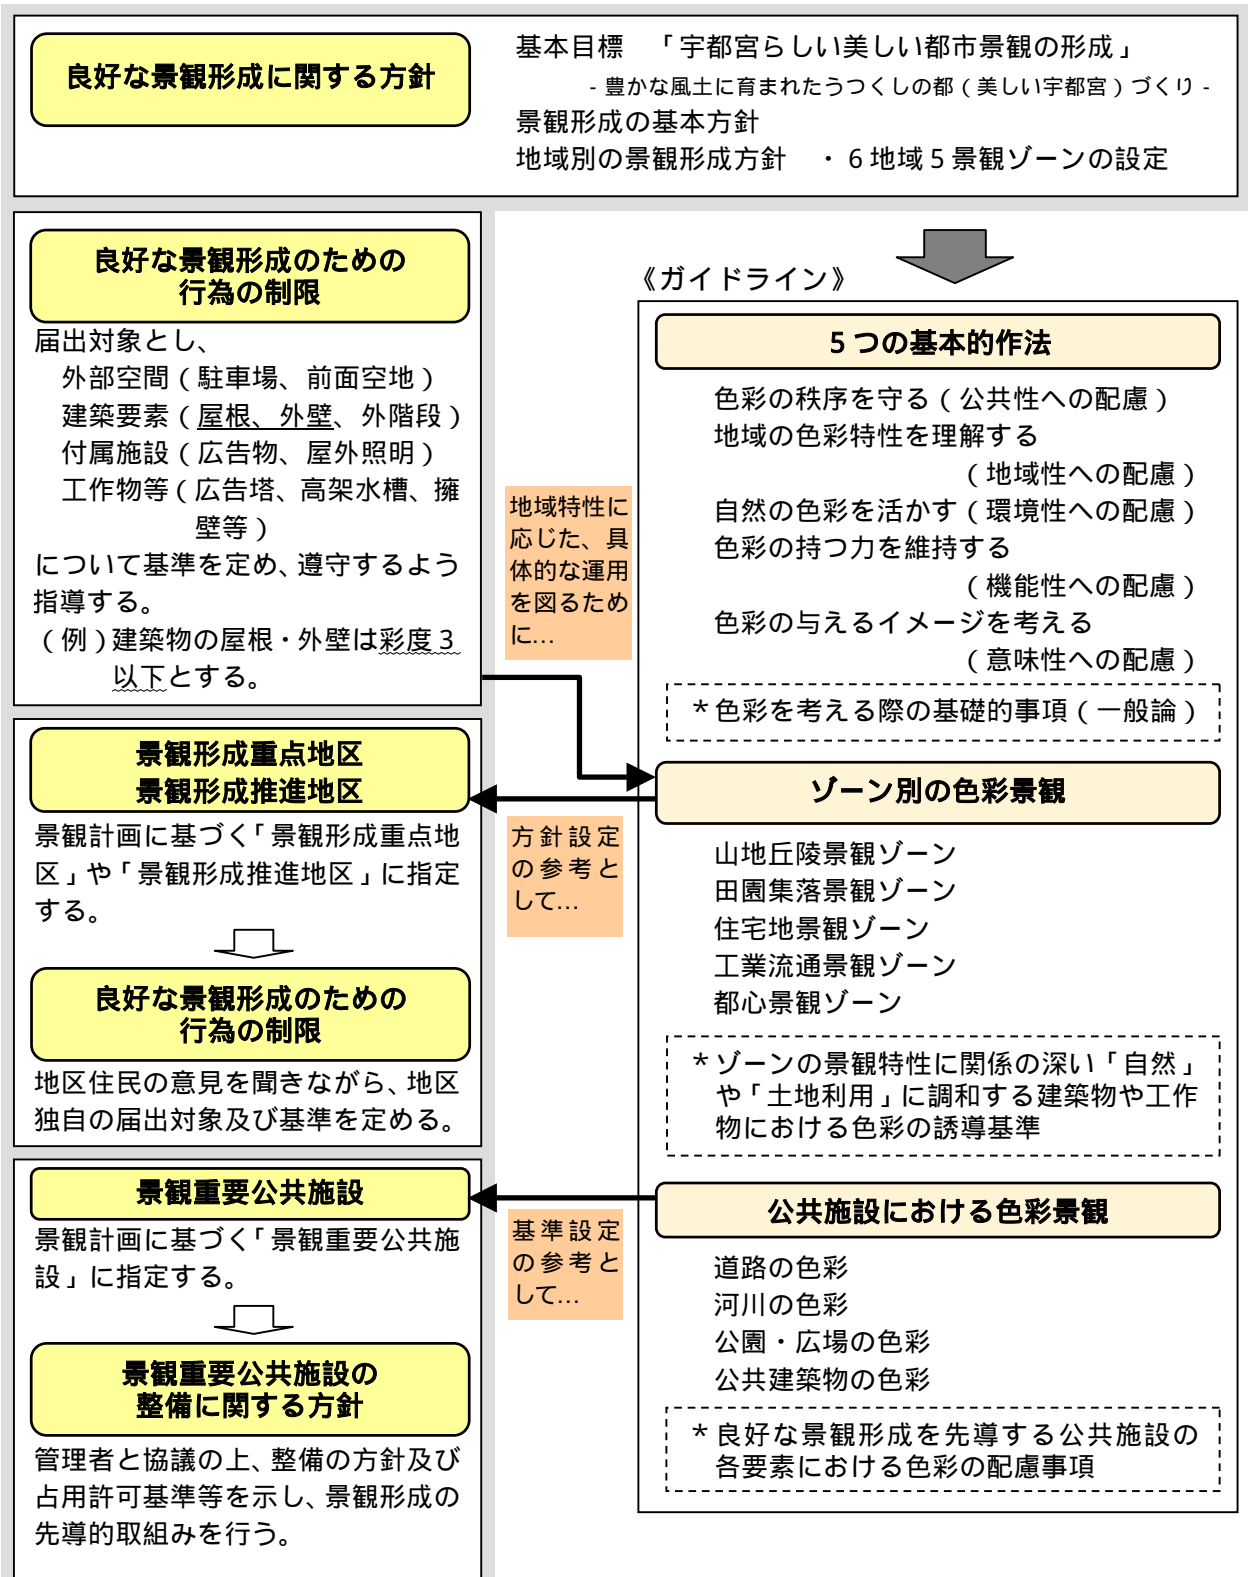 良好な景観形成に関する方針
基本目標　「宇都宮らしい美しい都市景観の形成」
- 豊かな風土に育まれたうつくしの都（美しい宇都宮）づくり -
景観形成の基本方針
地域別の景観形成方針　・６地域５景観ゾーンの設定
良好な景観形成のための
行為の制限
届出対象とし、
外部空間（駐車場、前面空地）
建築要素（屋根、外壁、外階段）
付属施設（広告物、屋外照明）
工作物等（広告塔、高架水槽、擁
壁等）
について基準を定め、遵守するよう
指導する。
（例）建築物の屋根・外壁は彩度３
以下とする。
景観形成重点地区
景観形成推進地区
景観計画に基づく「景観形成重点地
区」や「景観形成推進地区」に指定
する。
良好な景観形成のための
行為の制限
地区住民の意見を聞きながら、地区
独自の届出対象及び基準を定める。
景観重要公共施設
景観計画に基づく「景観重要公共施
設」に指定する。
景観重要公共施設の
整備に関する方針
管理者と協議の上、整備の方針及び
占用許可基準等を示し、景観形成の
先導的取組みを行う。
地域特性に
応じた、具
体的な運用
を図るため
に…
方針設定
の参考と
して…
基準設定
の参考と
して…
《ガイドライン》
５つの基本的作法
色彩の秩序を守る（公共性への配慮）
地域の色彩特性を理解する
（地域性への配慮）
自然の色彩を活かす（環境性への配慮）
色彩の持つ力を維持する
（機能性への配慮）
色彩の与えるイメージを考える
（意味性への配慮）
＊色彩を考える際の基礎的事項（一般論）
ゾーン別の色彩景観
山地丘陵景観ゾーン
田園集落景観ゾーン
住宅地景観ゾーン
工業流通景観ゾーン
都心景観ゾーン
＊ゾーンの景観特性に関係の深い「自然」
や「土地利用」に調和する建築物や工作
物における色彩の誘導基準
公共施設における色彩景観
道路の色彩
河川の色彩
公園・広場の色彩
公共建築物の色彩
＊良好な景観形成を先導する公共施設の
各要素における色彩の配慮事項